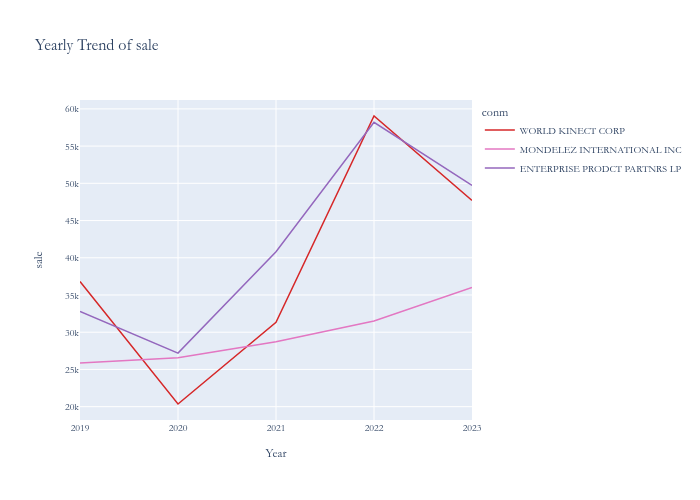 Yearly Trend of sale
conm
WORLD KINECT CORP
MONDELEZ INTERNATIONAL INC
ENTERPRISE PRODCT PARTNRS LP
60k
55k
50k
45k
40k
35k
30k
25k
20k
sale
2019 2020 2021 2022 2023
Year